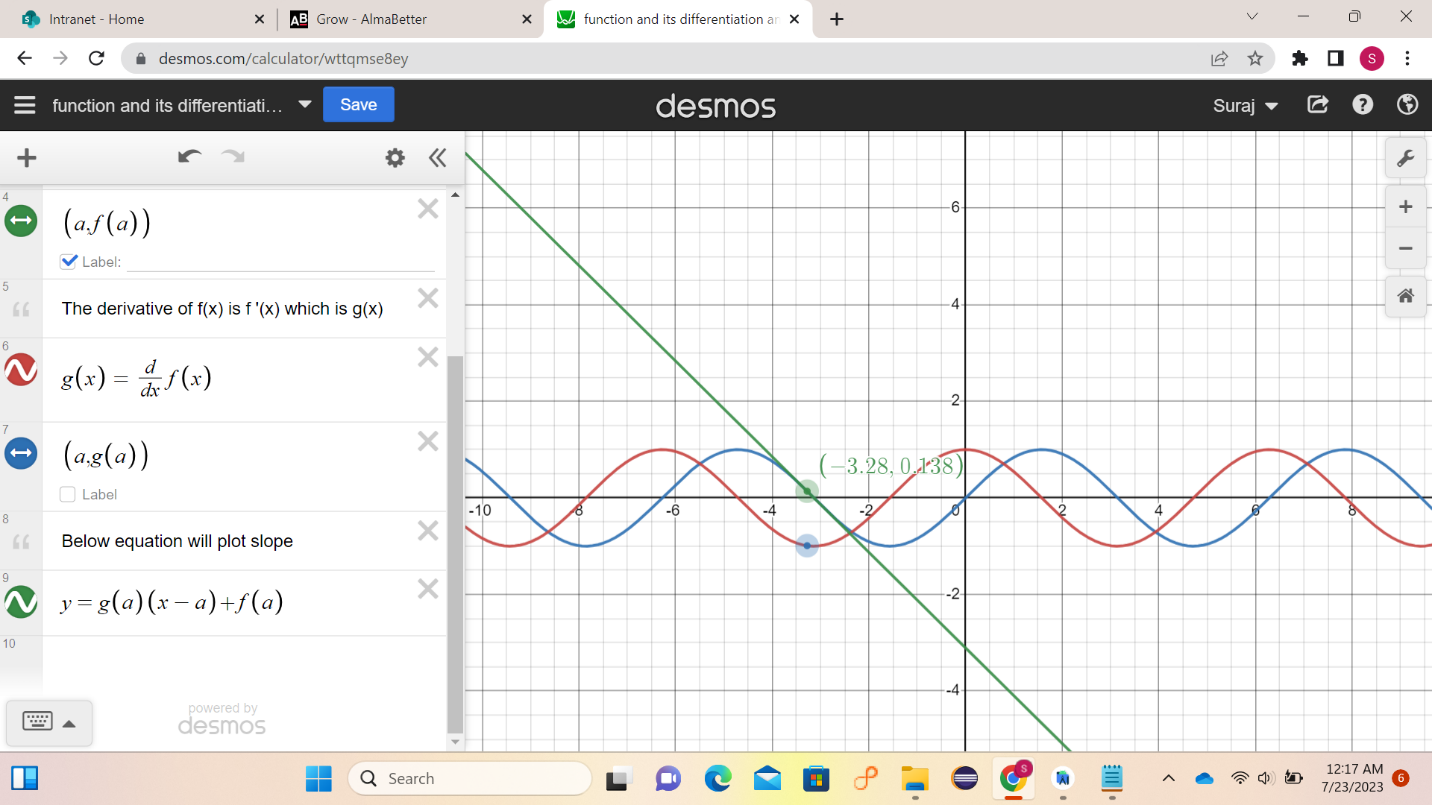 Intranet - Home
Grow - AlmaBetter
function and its differentiation an
desmos.com/calculator/wttqmse8ey
S
function and its differentiati...
Save
desmos
Suraj
4
(a,f(a))
Label:
5
The derivative of f(x) is f '(x) which is g(x)
6
g(x) = d/dx f(x)
7
(a,g(a))
Label
8
Below equation will plot slope
9
y = g(a)(x − a)+f(a)
10
powered by
desmos
6
4
2
(−3.28, 0.138)
-10 -8 -6 -4 -2 0 2 4 6 8
-2
-4
Search
12:17 AM
7/23/2023
6